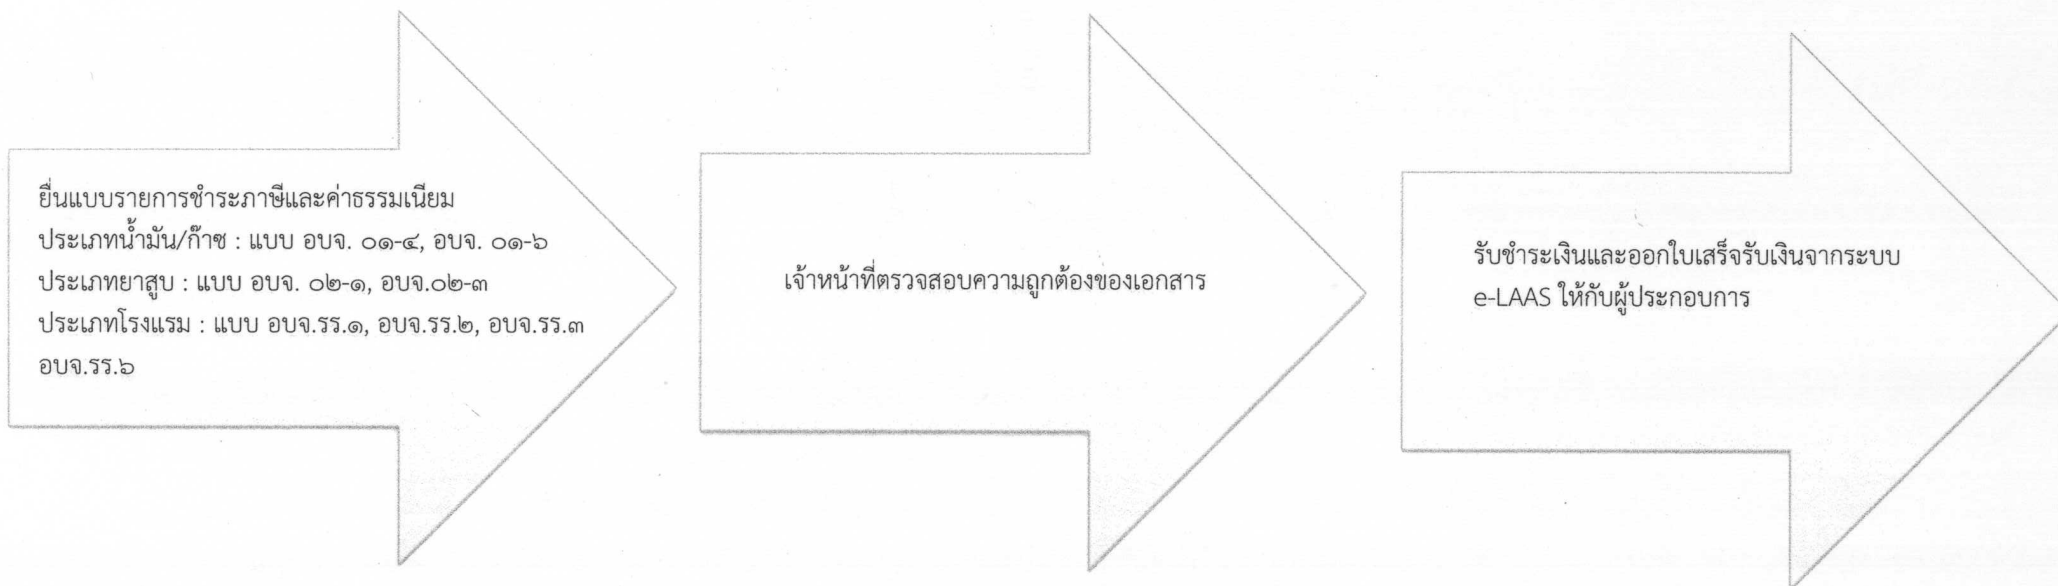 ยื่นแบบรายการชำระภาษีและค่าธรรมเนียม
ประเภทน้ำมัน/ก๊าซ : แบบ อบจ. ๐๑-๔, อบจ. ๐๑-๖
ประเภทยาสูบ : แบบ อบจ. ๐๒-๑, อบจ.๐๒-๓
ประเภทโรงแรม : แบบ อบจ.รร.๑, อบจ.รร.๒, อบจ.รร.๓
อบจ.รร.๖
เจ้าหน้าที่ตรวจสอบความถูกต้องของเอกสาร
รับชำระเงินและออกใบเสร็จรับเงินจากระบบ
e-LAAS ให้กับผู้ประกอบการ